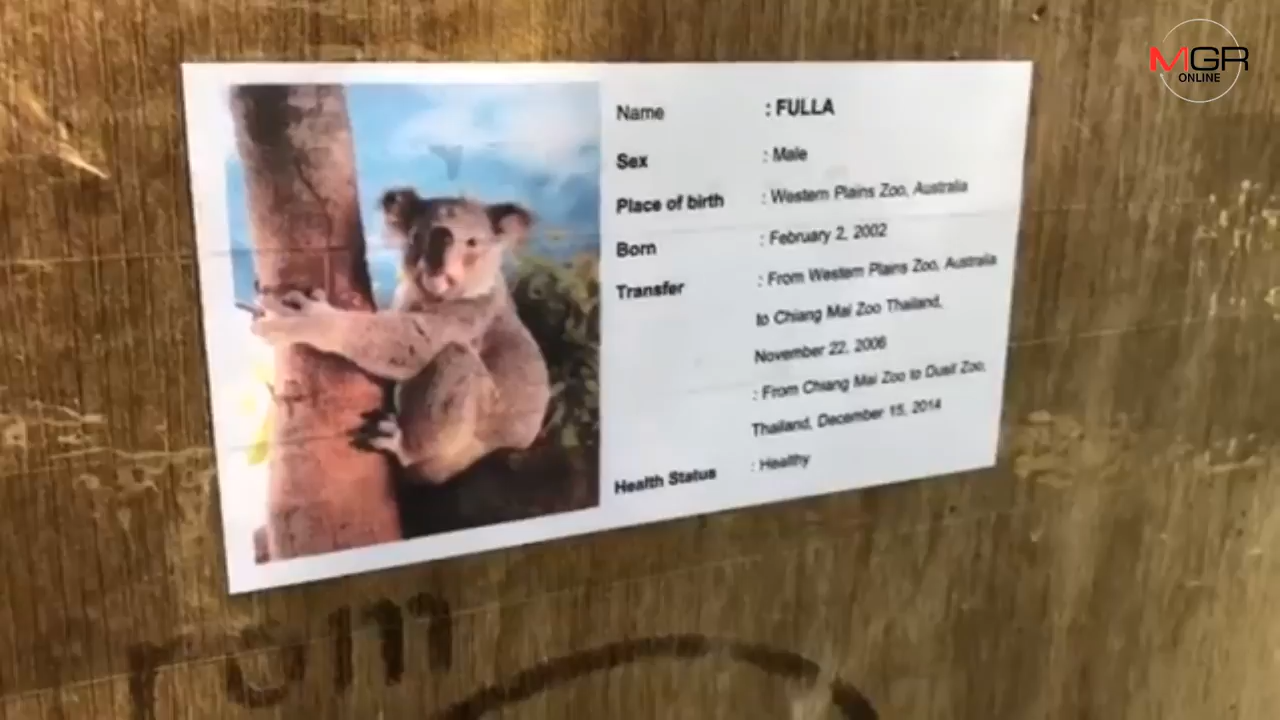 MGR
ONLINE
Name : FULLA
Sex : Male
Place of birth : Western Plains Zoo, Australia
Born : February 2, 2002
Transfer : From Western Plains Zoo, Australia
to Chiang Mai Zoo Thailand,
November 22, 2006
: From Chiang Mai Zoo to Dusit Zoo,
Thailand, December 15, 2014
Health Status : Healthy